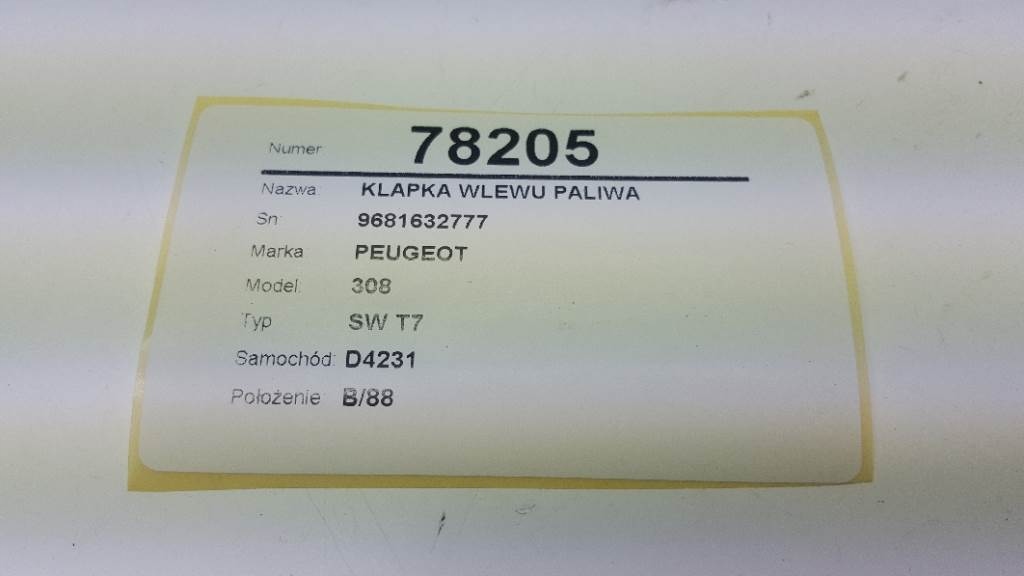 Numer 78205
Nazwa: KLAPKA WLEWU PALIWA
Sn: 9681632777
Marka PEUGEOT
Model: 308
Typ SW T7
Samochód: D4231
Położenie B/88